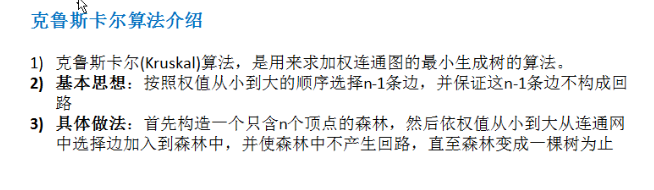 克鲁斯卡尔算法介绍
1) 克鲁斯卡尔(Kruskal)算法，是用来求加权连通图的最小生成树的算法。
2) 基本思想：按照权值从小到大的顺序选择n-1条边，并保证这n-1条边不构成回
路
3) 具体做法：首先构造一个只含n个顶点的森林，然后依权值从小到大从连通网
中选择边加入到森林中，并使森林中不产生回路，直至森林变成一棵树为止